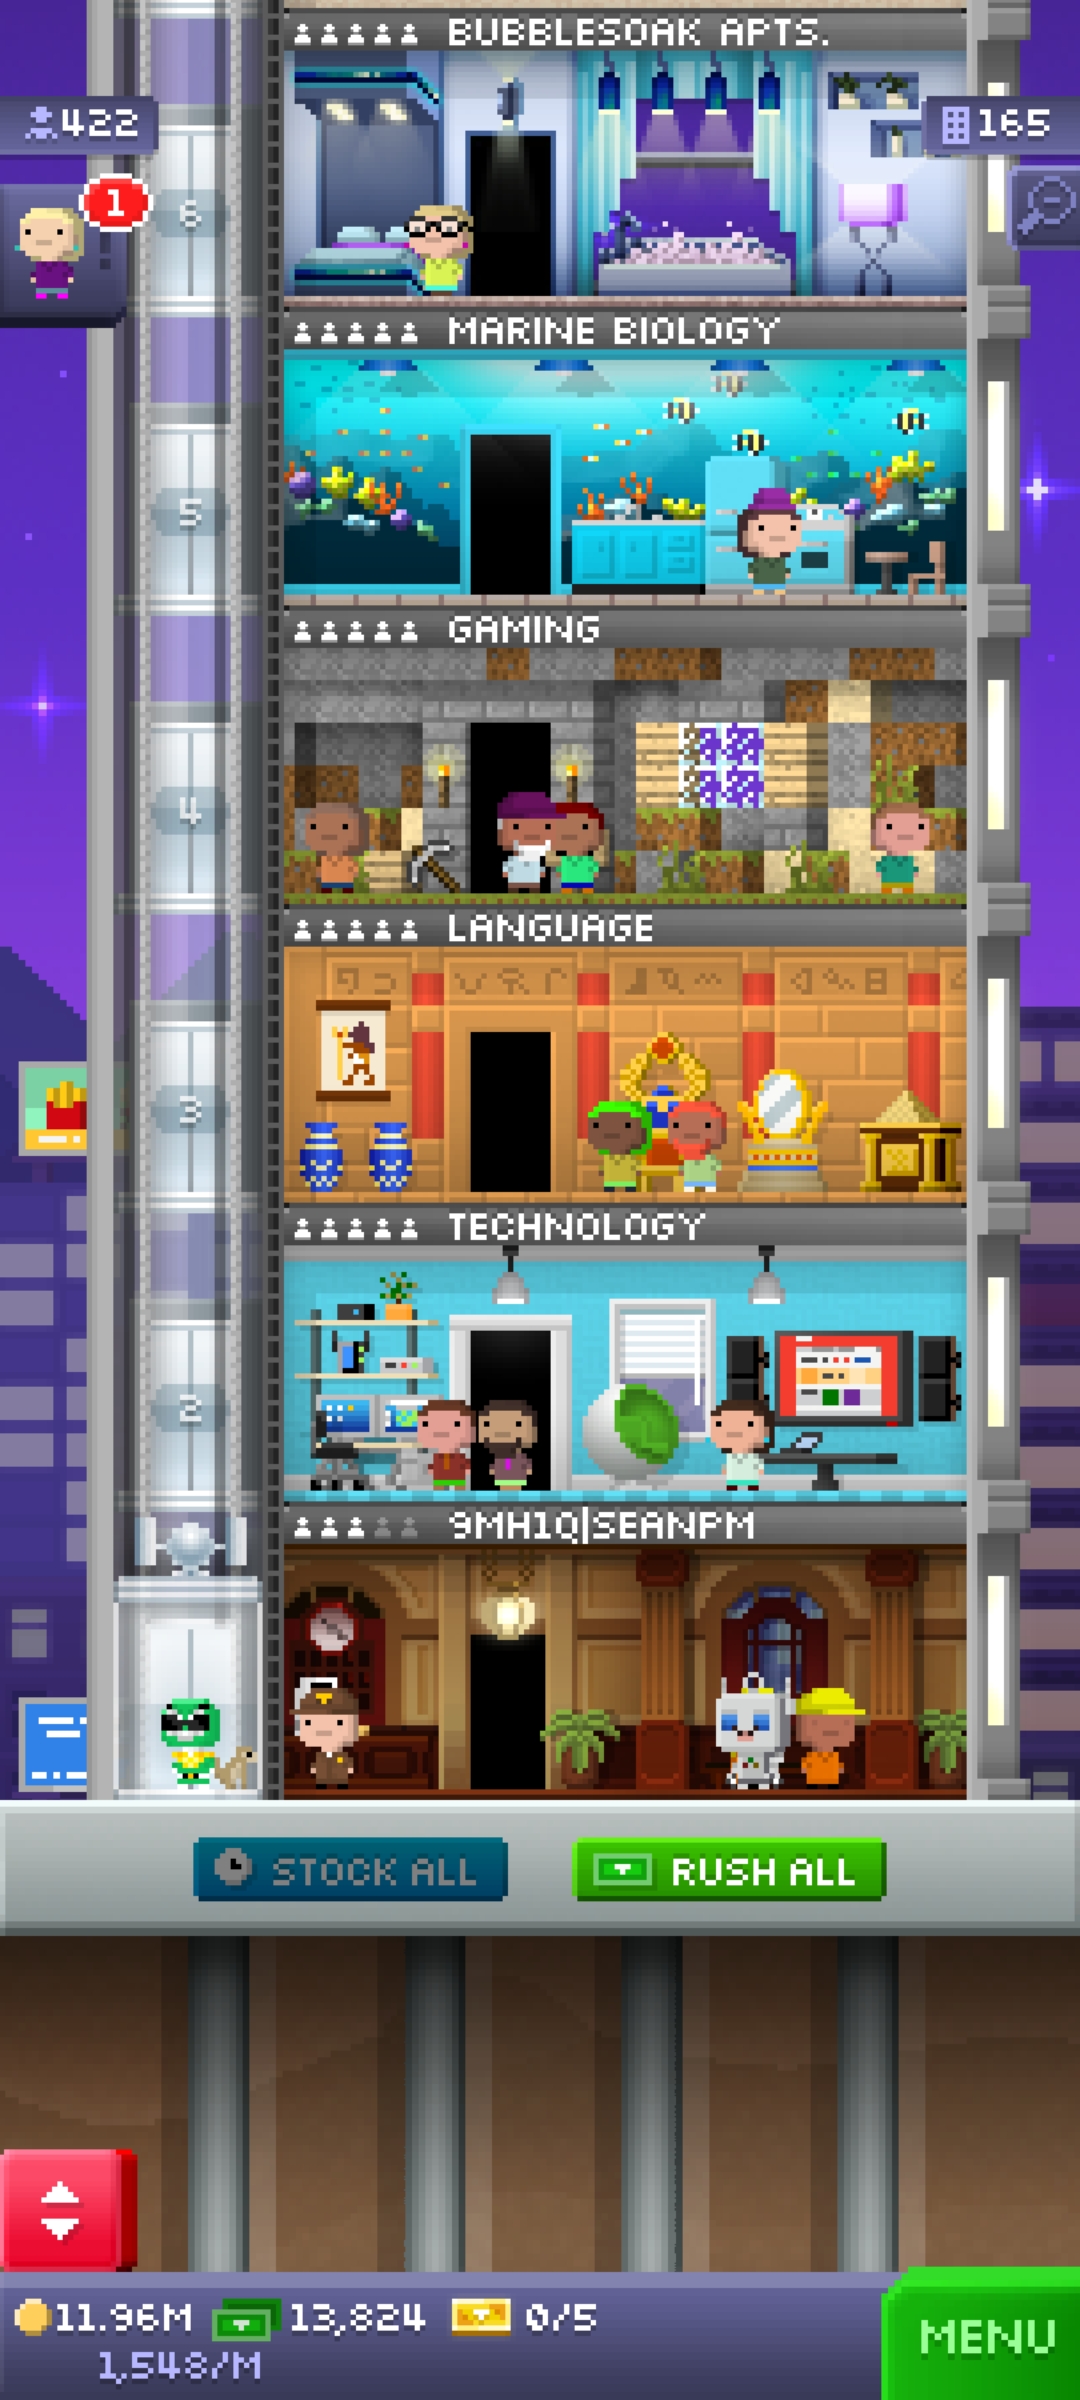 BUBBLESOAK APTS.
422
165
1
6
MARINE BIOLOGY
5
GAMING
4
LANGUAGE
3
TECHNOLOGY
2
9MH1Q|SEANPM
STOCK ALL
RUSH ALL
11.96M 13,824 0/5
1,548/M
MENU